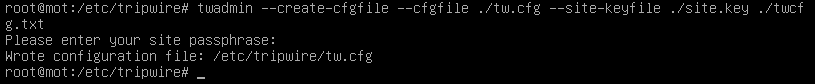 root@mot:/etc/tripwire# twadmin --create-cfgfile --cfgfile ./tw.cfg --site-keyfile ./site.key ./twcf
g.txt
Please enter your site passphrase:
Wrote configuration file: /etc/tripwire/tw.cfg
root@mot:/etc/tripwire# _